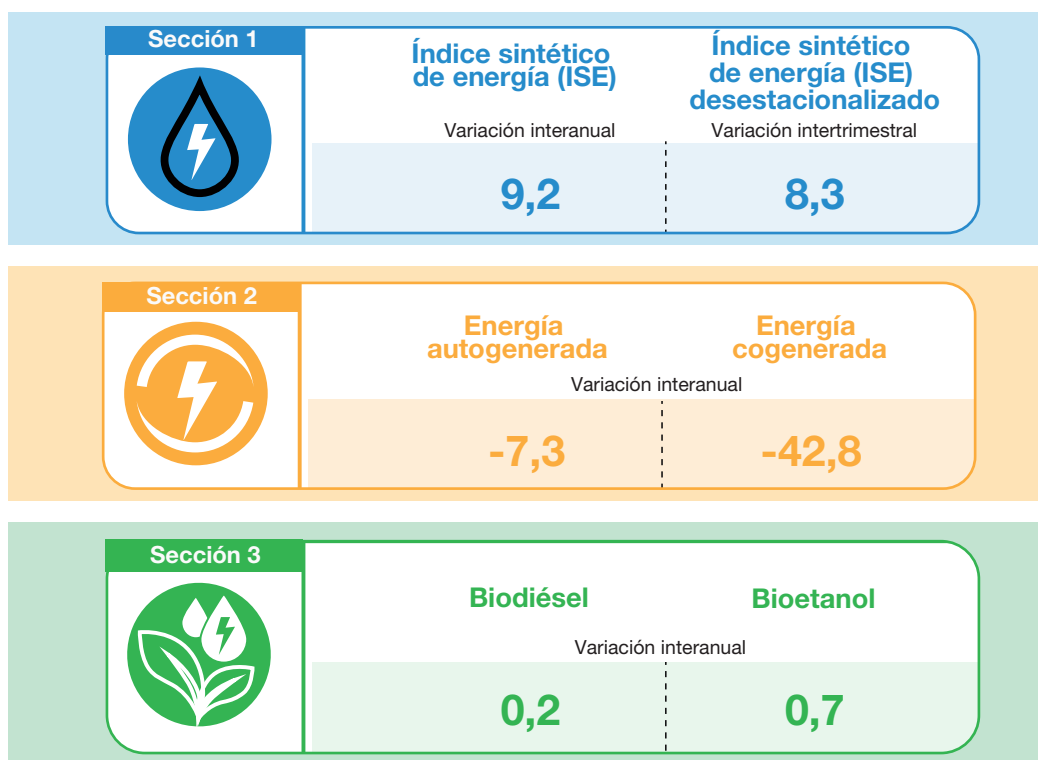 Sección 1
Índice sintético
de energía (ISE)
Variación interanual
9,2
Índice sintético
de energía (ISE)
desestacionalizado
Variación intertrimestral
8,3
Sección 2
Energía
autogenerada
Energía
cogenerada
Variación interanual
-7,3
-42,8
Sección 3
Biodiésel
Bioetanol
Variación interanual
0,2
0,7